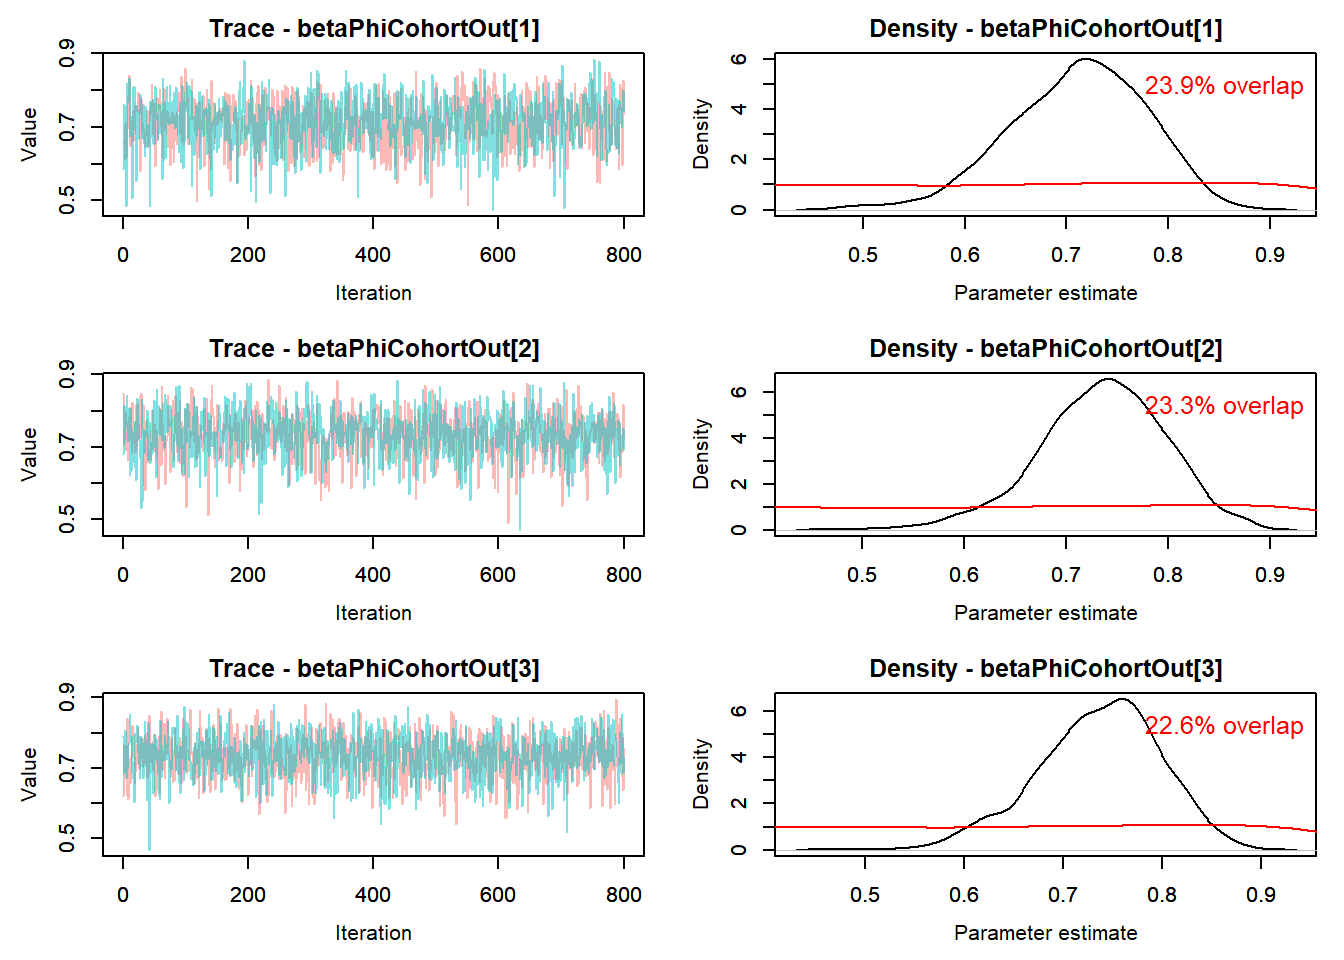 Trace - betaPhiCohortOut[1]
Value
0.5 0.7 0.9
0 200 400 600 800
Iteration
Density - betaPhiCohortOut[1]
Density
0 2 4 6
23.9% overlap
0.5 0.6 0.7 0.8 0.9
Parameter estimate
Trace - betaPhiCohortOut[2]
Value
0.5 0.7 0.9
0 200 400 600 800
Iteration
Density - betaPhiCohortOut[2]
Density
0 2 4 6
23.3% overlap
0.5 0.6 0.7 0.8 0.9
Parameter estimate
Trace - betaPhiCohortOut[3]
Value
0.5 0.7 0.9
0 200 400 600 800
Iteration
Density - betaPhiCohortOut[3]
Density
0 2 4 6
22.6% overlap
0.5 0.6 0.7 0.8 0.9
Parameter estimate